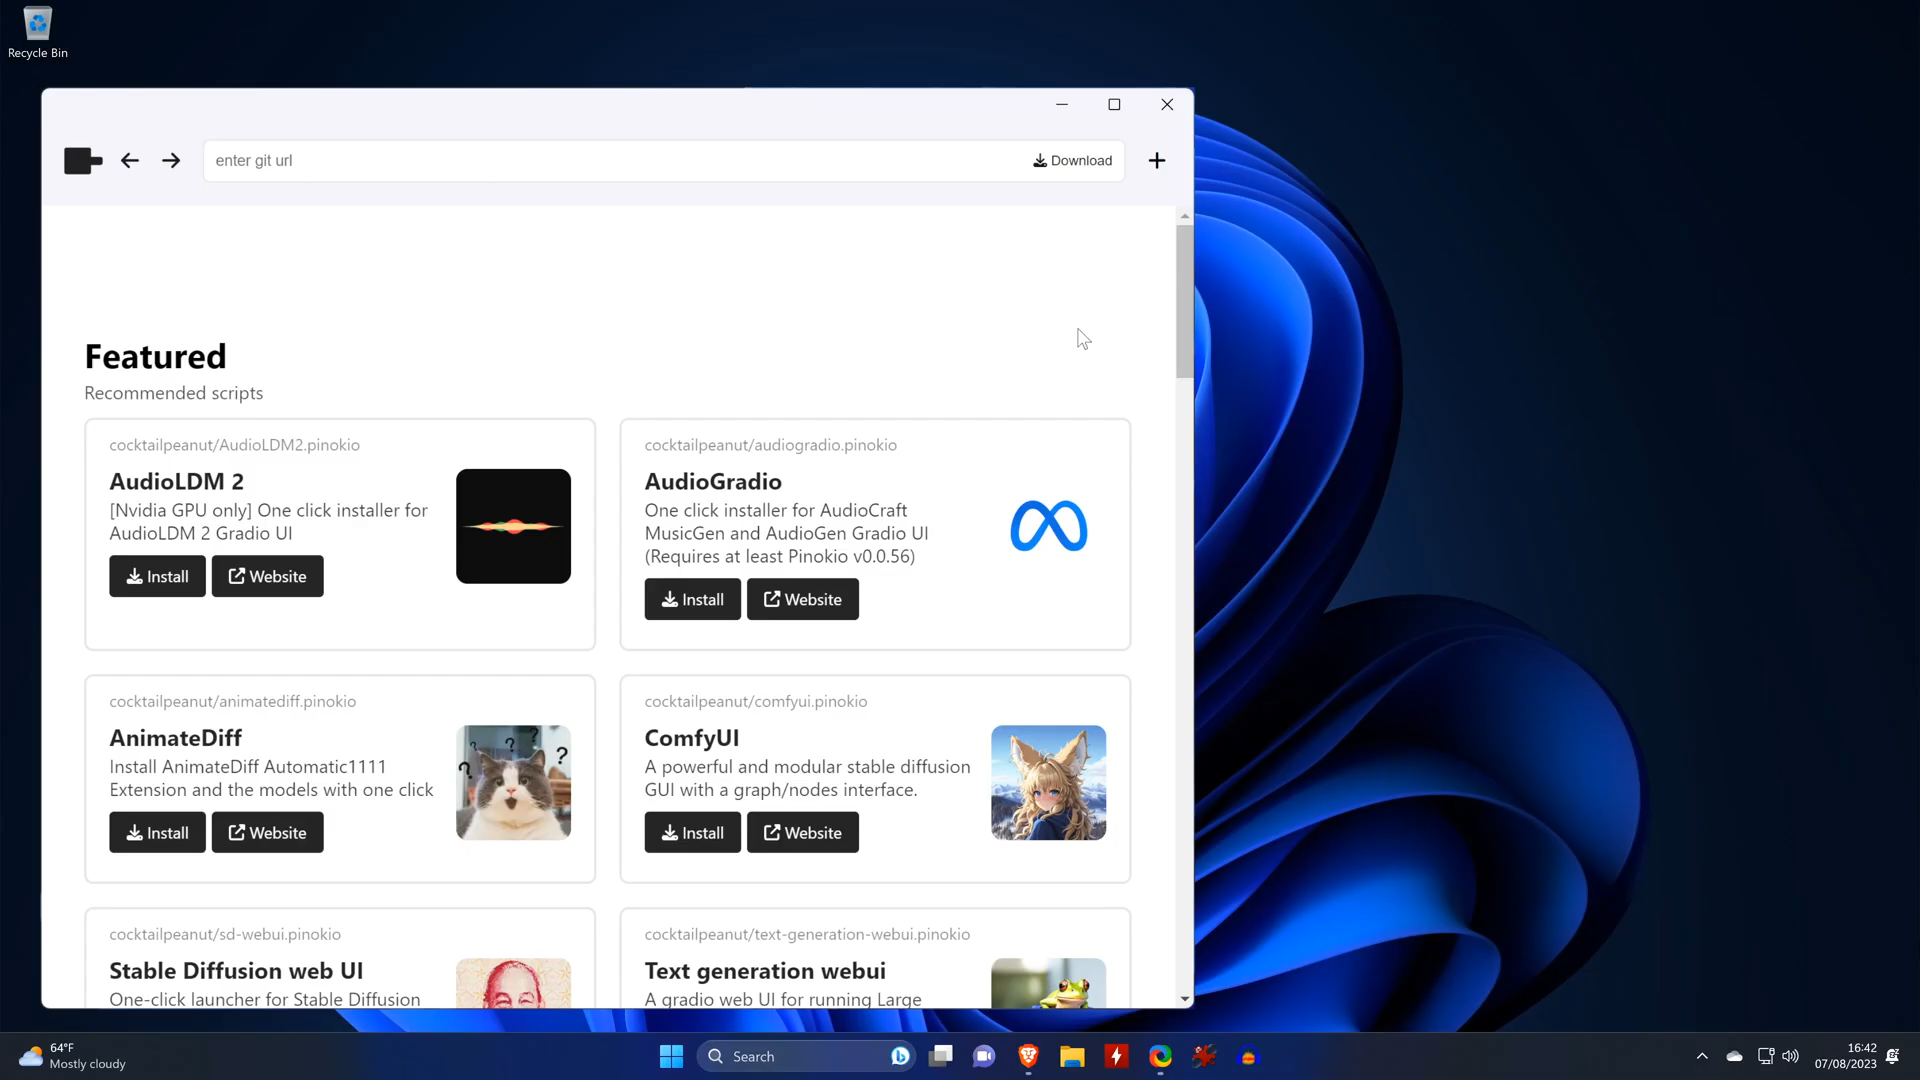 Recycle Bin
enter git url
Download
Featured
Recommended scripts
cocktailpeanut/AudioLDM2.pinokio
AudioLDM 2
[Nvidia GPU only] One click installer for
AudioLDM 2 Gradio UI
Install
Website
cocktailpeanut/audiogradio.pinokio
AudioGradio
One click installer for AudioCraft
MusicGen and AudioGen Gradio UI
(Requires at least Pinokio v0.0.56)
Install
Website
cocktailpeanut/animatediff.pinokio
AnimateDiff
Install AnimateDiff Automatic1111
Extension and the models with one click
Install
Website
cocktailpeanut/comfyui.pinokio
ComfyUI
A powerful and modular stable diffusion
GUI with a graph/nodes interface.
Install
Website
cocktailpeanut/sd-webui.pinokio
Stable Diffusion web UI
One-click launcher for Stable Diffusion
cocktailpeanut/text-generation-webui.pinokio
Text generation webui
A gradio web UI for running Large
64°F
Mostly cloudy
Search
16:42
07/08/2023